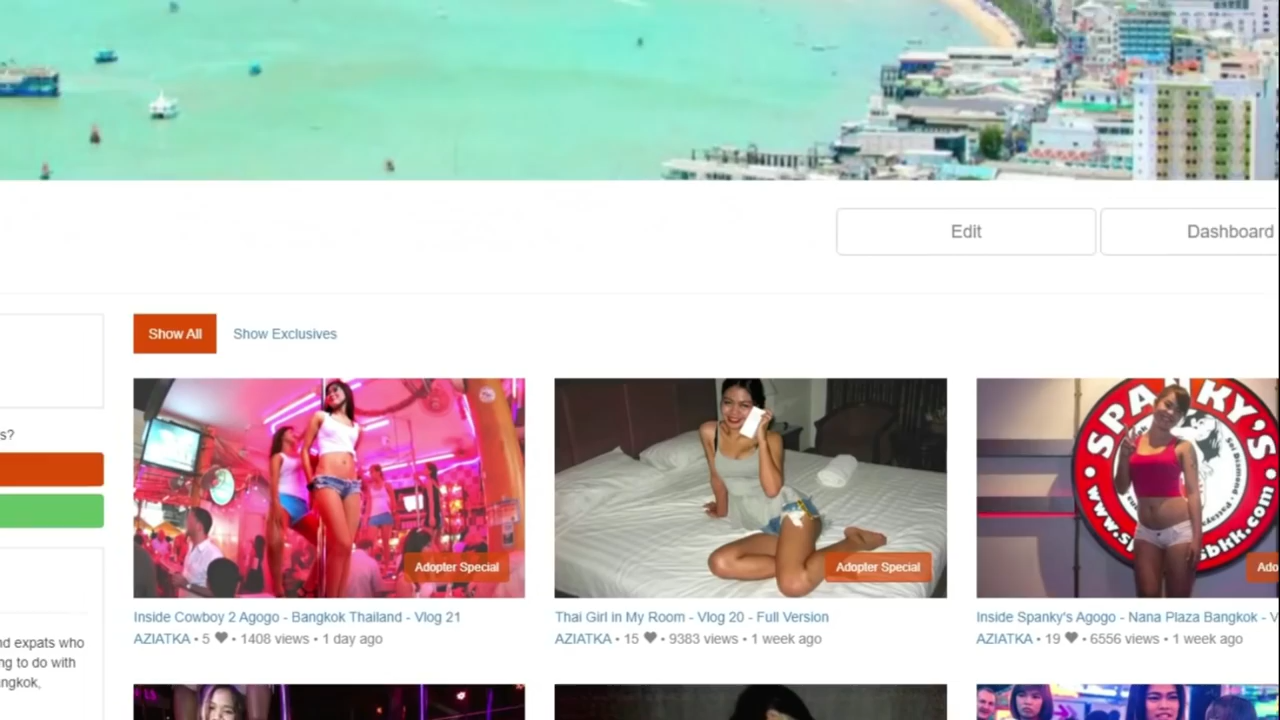 Edit
Dashboard
Show All
Show Exclusives
s?
SPANKY'S
Adopter Special
Adopter Special
Ado
Inside Cowboy 2 Agogo - Bangkok Thailand - Vlog 21
Thai Girl in My Room - Vlog 20 - Full Version
Inside Spanky's Agogo - Nana Plaza Bangkok - V
AZIATKA • 5 ♥ • 1408 views • 1 day ago
AZIATKA • 15 ♥ • 9383 views • 1 week ago
AZIATKA • 19 ♥ • 6556 views • 1 week ago
nd expats who
ng to do with
ngkok,